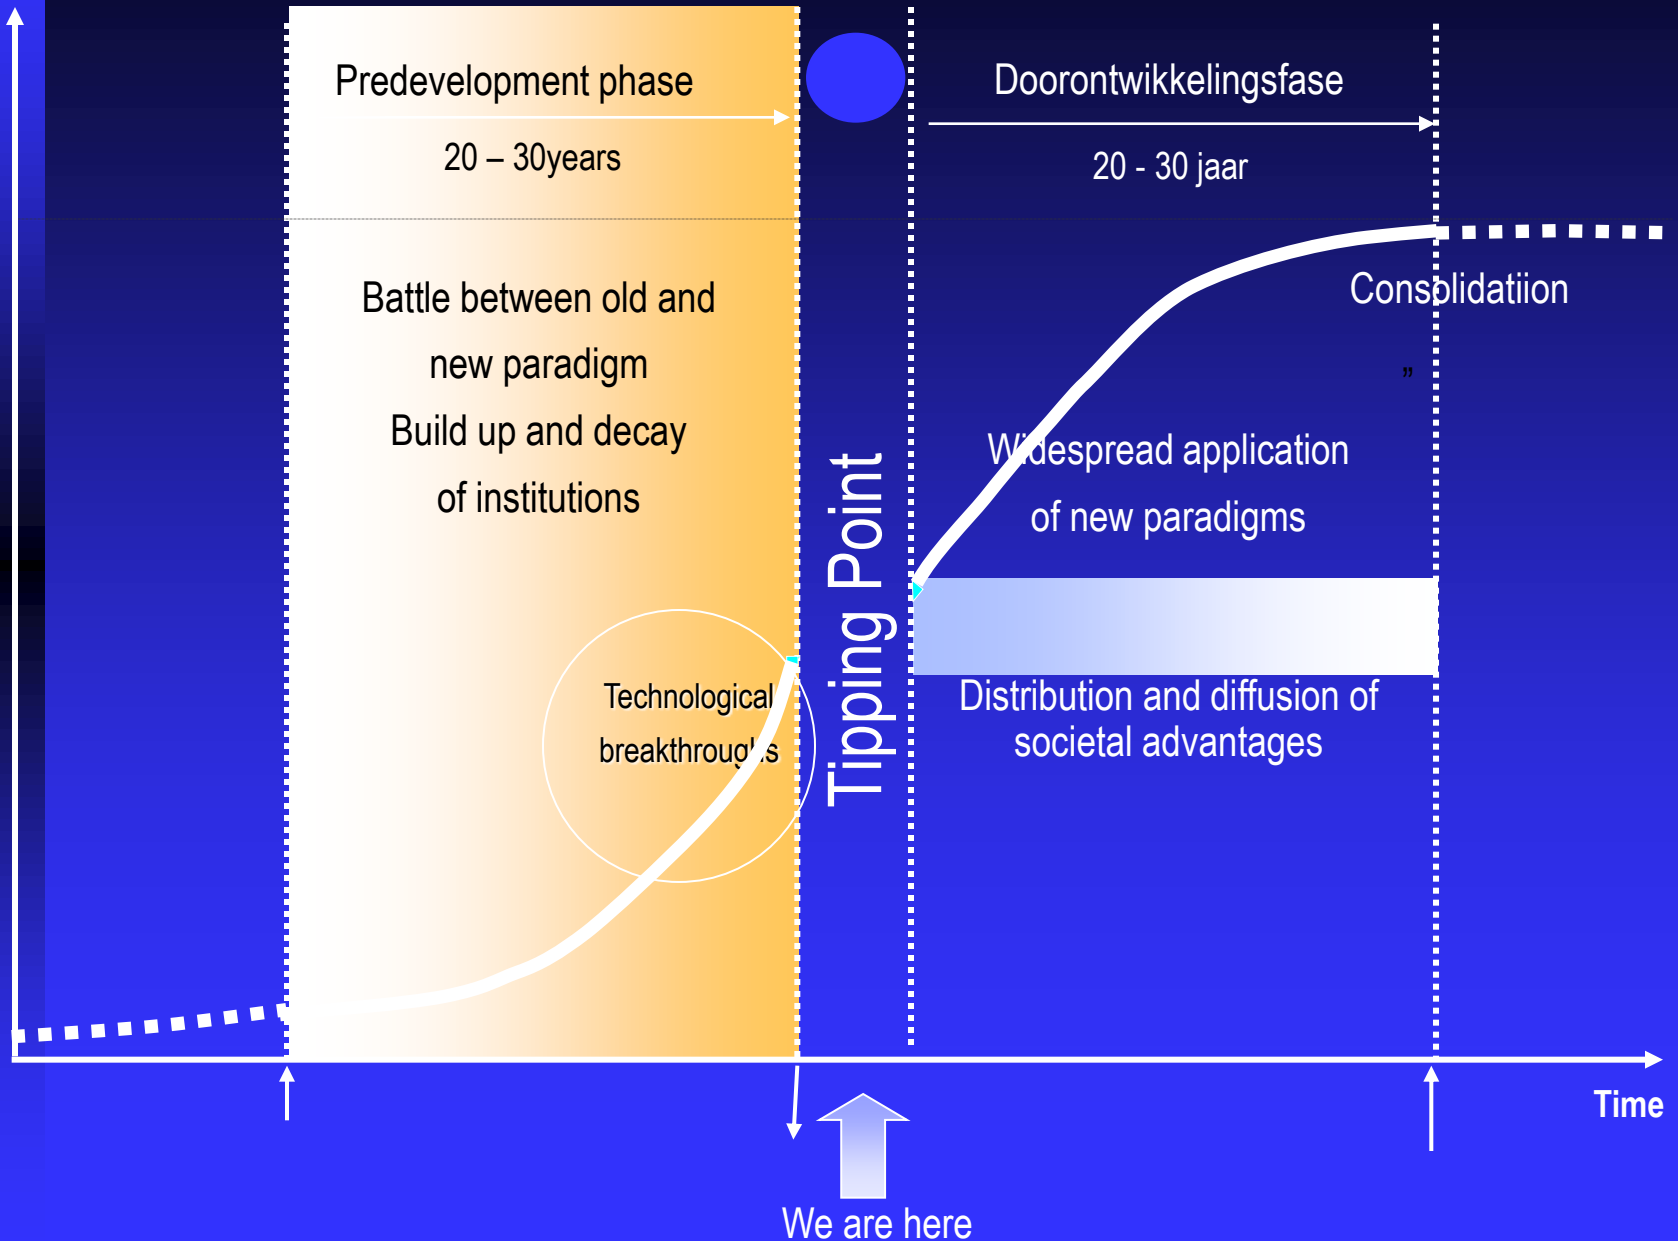 Predevelopment phase
20 – 30years
Battle between old and
new paradigm
Build up and decay
of institutions
Technological
breakthroughs
Tipping Point
Doorontwikkelingsfase
20 - 30 jaar
Consolidatiion
”
Widespread application
of new paradigms
Distribution and diffusion of
societal advantages
Time
We are here